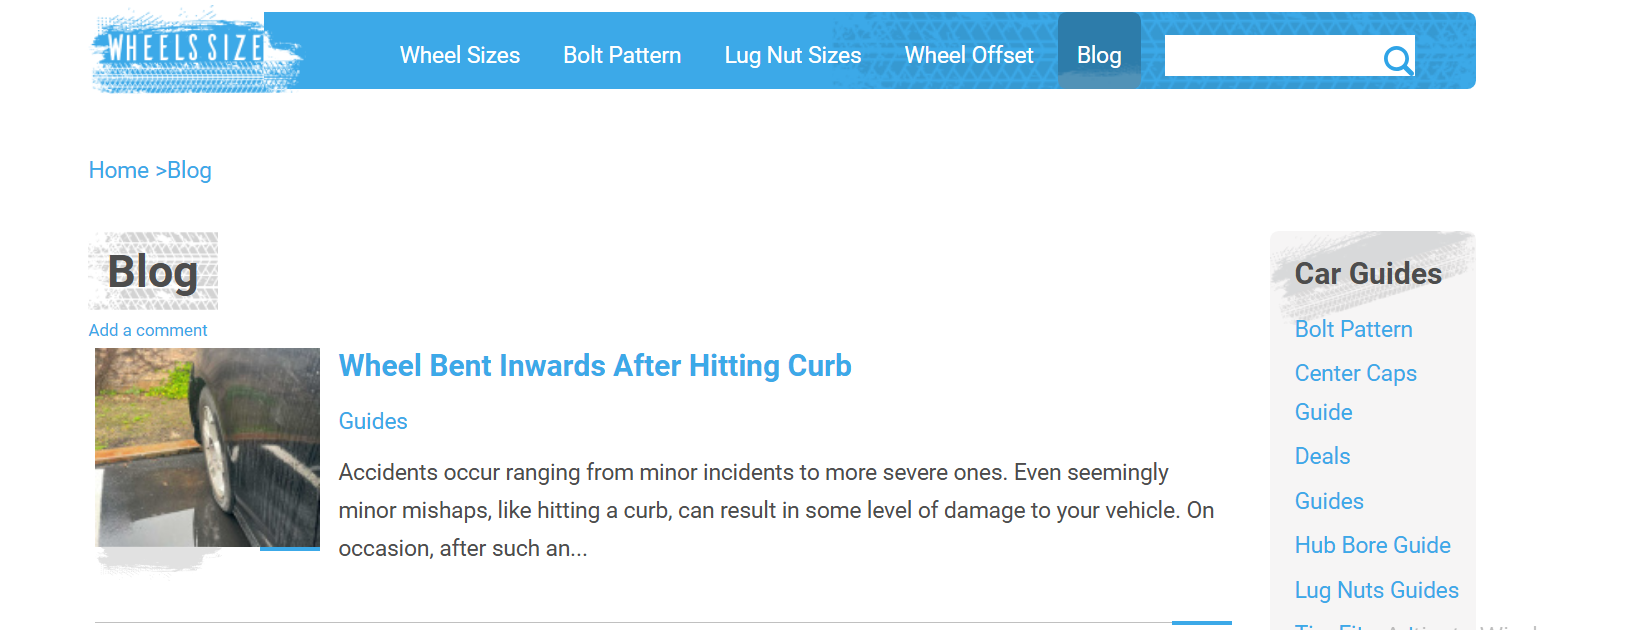 WHEELSSIZE
Wheel Sizes
Bolt Pattern
Lug Nut Sizes
Wheel Offset
Blog
Home >Blog
Blog
Add a comment
Wheel Bent Inwards After Hitting Curb
Guides
Accidents occur ranging from minor incidents to more severe ones. Even seemingly
minor mishaps, like hitting a curb, can result in some level of damage to your vehicle. On
occasion, after such an...
Car Guides
Bolt Pattern
Center Caps
Guide
Deals
Guides
Hub Bore Guide
Lug Nuts Guides